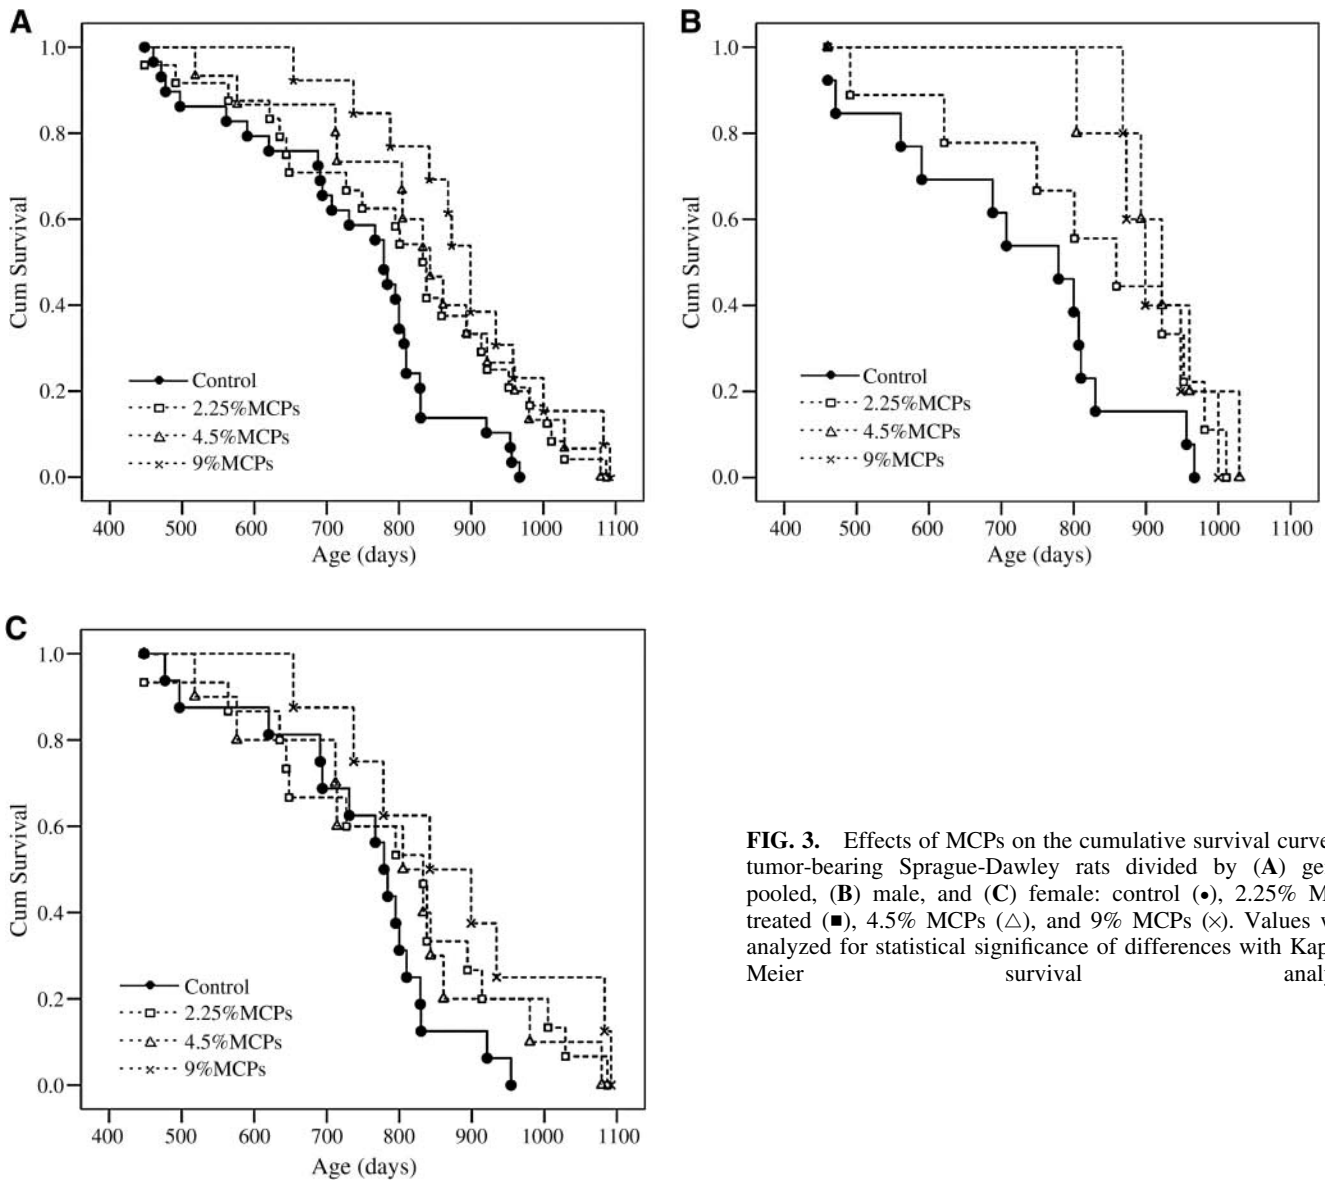 A
1.0
0.8
0.6
0.4
0.2
0.0
Cum Survival
Control
2.25%MCPs
4.5%MCPs
9%MCPs
400 500 600 700 800 900 1000 1100
Age (days)
B
1.0
0.8
0.6
0.4
0.2
0.0
Cum Survival
Control
2.25%MCPs
4.5%MCPs
9%MCPs
400 500 600 700 800 900 1000 1100
Age (days)
C
1.0
0.8
0.6
0.4
0.2
0.0
Cum Survival
Control
2.25%MCPs
4.5%MCPs
9%MCPs
400 500 600 700 800 900 1000 1100
Age (days)
FIG. 3. Effects of MCPs on the cumulative survival curve
tumor-bearing Sprague-Dawley rats divided by (A) ge
pooled, (B) male, and (C) female: control (•), 2.25% M
treated (■), 4.5% MCPs (△), and 9% MCPs (×). Values
analyzed for statistical significance of differences with Kap
Meier survival analy